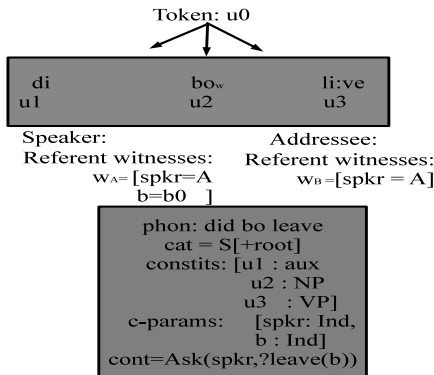 Token: u0
di bow li:ve
u1 u2 u3
Speaker: Addressee:
Referent witnesses: Referent witnesses:
wA= [spkr=A wB =[spkr = A]
b=b0 ]
phon: did bo leave
cat = S[+root]
constits: [u1 : aux
u2 : NP
u3 : VP]
c-params: [spkr: Ind,
b : Ind]
cont=Ask(spkr,?leave(b))